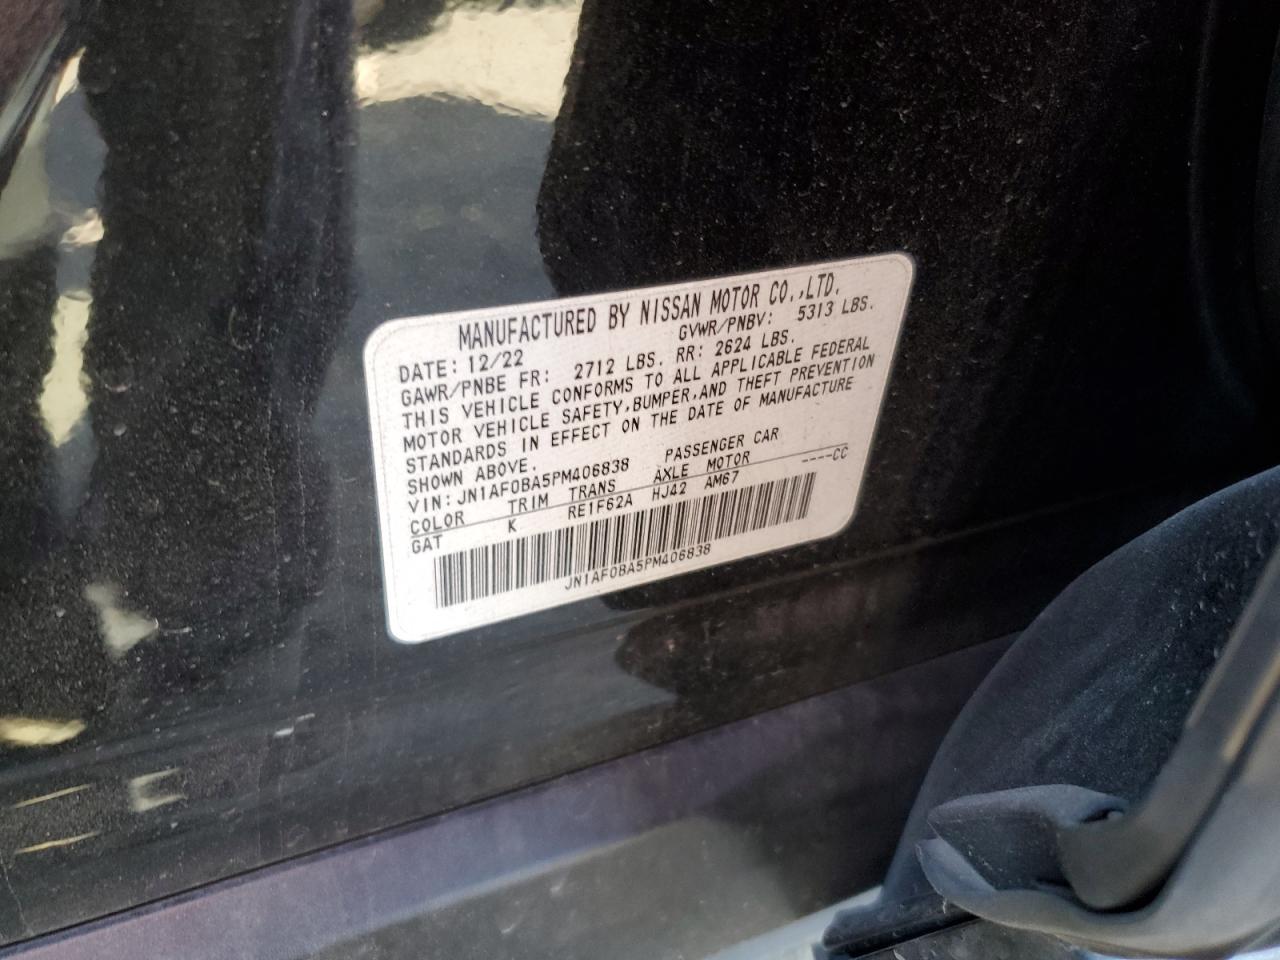 MANUFACTURED BY NISSAN MOTOR CO.,LTD.
DATE: 12/22 GVWR/PNBV: 5313 LBS.
GAWR/PNBE FR: 2712 LBS. RR: 2624 LBS.
THIS VEHICLE CONFORMS TO ALL APPLICABLE FEDERAL
MOTOR VEHICLE SAFETY,BUMPER,AND THEFT PREVENTION
STANDARDS IN EFFECT ON THE DATE OF MANUFACTURE
SHOWN ABOVE.
VIN: JN1AF0BA5PM406838 PASSENGER CAR
COLOR TRIM TRANS AXLE MOTOR ----CC
GAT K RE1F62A HJ42 AM67
JN1AF0BA5PM406838